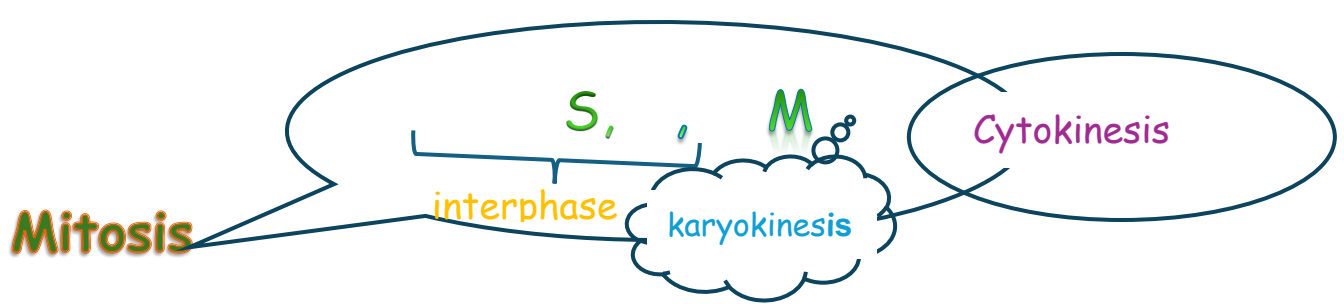 S, , M
Cytokinesis
interphase
karyokinesis
Mitosis